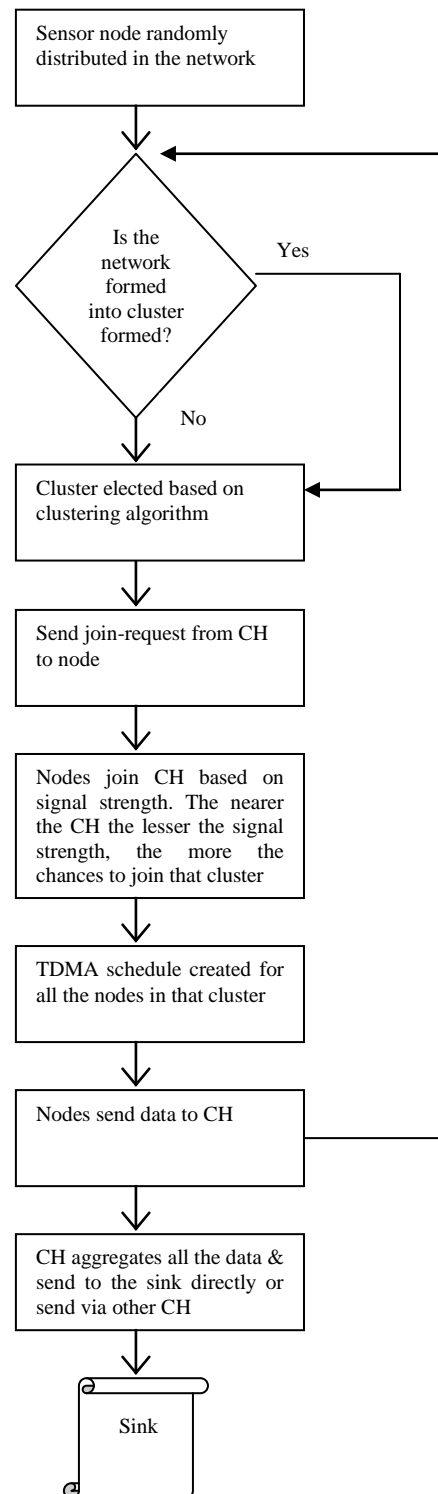 Sensor node randomly
distributed in the network
Is the
network
formed
into cluster
formed?
Yes
No
Cluster elected based on
clustering algorithm
Send join-request from CH
to node
Nodes join CH based on
signal strength. The nearer
the CH the lesser the signal
strength, the more the
chances to join that cluster
TDMA schedule created for
all the nodes in that cluster
Nodes send data to CH
CH aggregates all the data &
send to the sink directly or
send via other CH
Sink